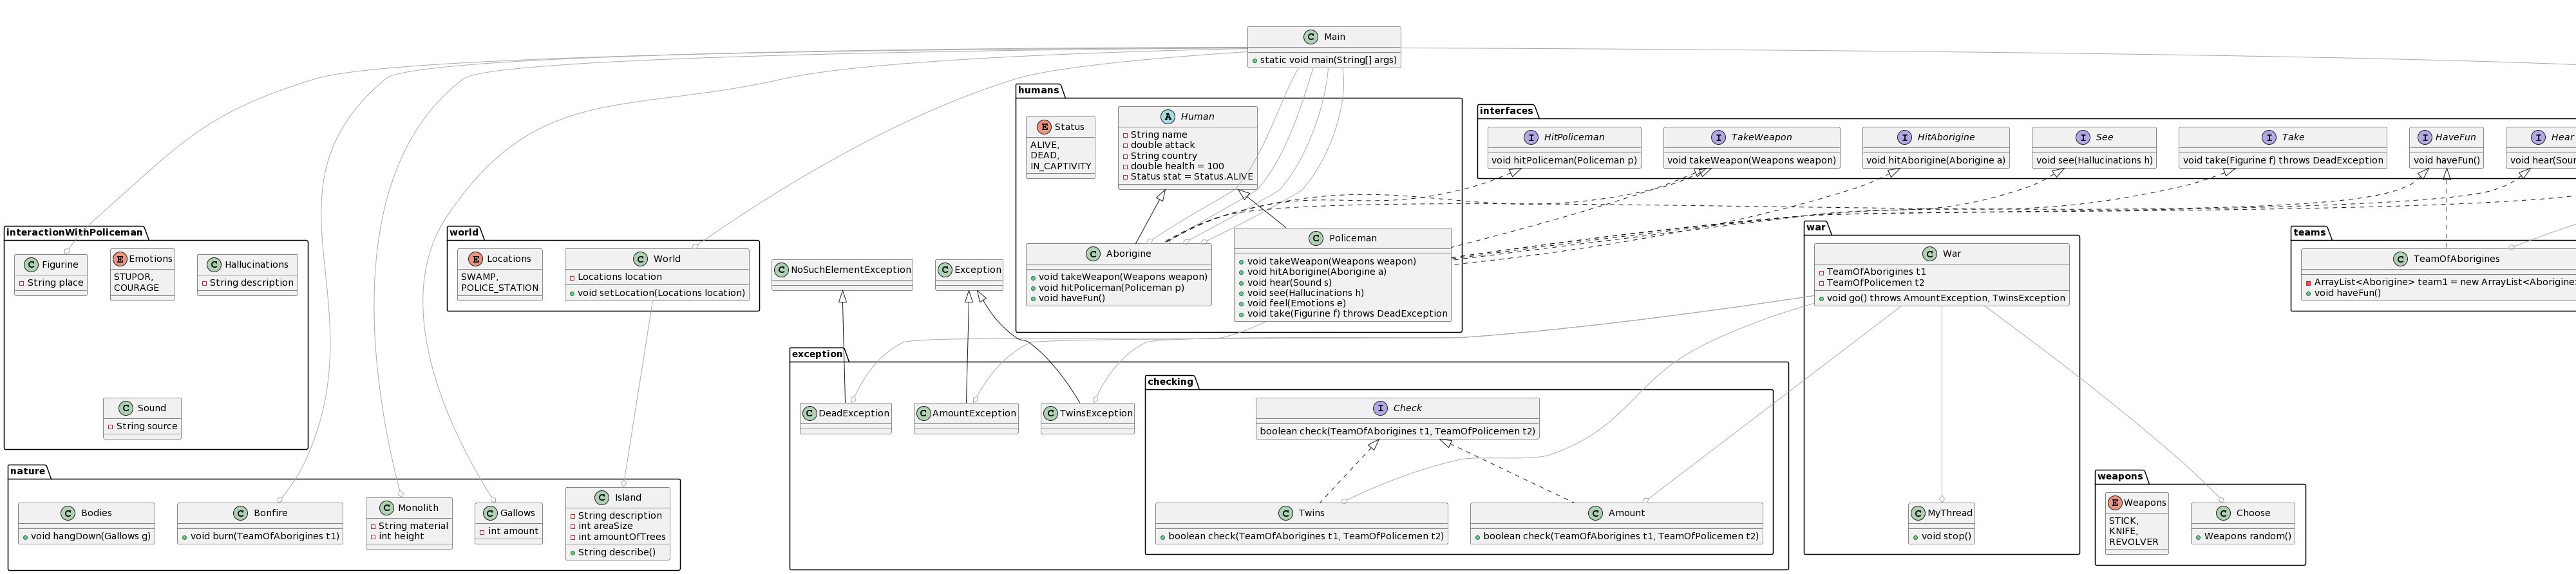 Main
static void main(String[] args)
humans
Status
ALIVE,
DEAD,
IN_CAPTIVITY
Human
String name
double attack
String country
double health = 100
Status stat = Status.ALIVE
interfaces
HitPoliceman
void hitPoliceman(Policeman p)
TakeWeapon
void takeWeapon(Weapons weapon)
HitAborigine
void hitAborigine(Aborigine a)
See
void see(Hallucinations h)
Take
void take(Figurine f) throws DeadException
HaveFun
void haveFun()
Hear
void hear(Soun
interactionWithPoliceman
Figurine
String place
Emotions
STUPOR,
COURAGE
Hallucinations
String description
Sound
String source
world
Locations
SWAMP,
POLICE_STATION
World
Locations location
void setLocation(Locations location)
NoSuchElementException
Exception
Aborigine
void takeWeapon(Weapons weapon)
void hitPoliceman(Policeman p)
void haveFun()
Policeman
void takeWeapon(Weapons weapon)
void hitAborigine(Aborigine a)
void hear(Sound s)
void see(Hallucinations h)
void feel(Emotions e)
void take(Figurine f) throws DeadException
war
War
TeamOfAborigines t1
TeamOfPolicemen t2
void go() throws AmountException, TwinsException
MyThread
void stop()
teams
TeamOfAborigines
ArrayList<Aborigine> team1 = new ArrayList<Aborigine>
void haveFun()
exception
DeadException
AmountException
TwinsException
checking
Check
boolean check(TeamOfAborigines t1, TeamOfPolicemen t2)
Twins
boolean check(TeamOfAborigines t1, TeamOfPolicemen t2)
Amount
boolean check(TeamOfAborigines t1, TeamOfPolicemen t2)
nature
Bodies
void hangDown(Gallows g)
Bonfire
void burn(TeamOfAborigines t1)
Monolith
String material
int height
Gallows
int amount
Island
String description
int areaSize
int amountOfTrees
String describe()
weapons
Weapons
STICK,
KNIFE,
REVOLVER
Choose
Weapons random()